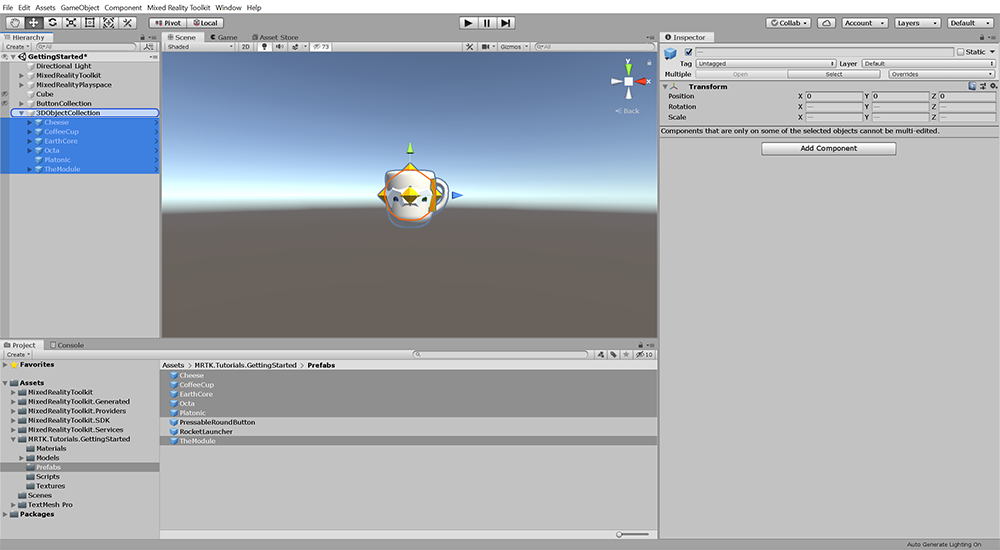 File Edit Assets GameObject Component Mixed Reality Toolkit Window Help
Pivot Local Collab Account Layers Default
Hierarchy
Create All
GettingStarted*
Directional Light
MixedRealityToolkit
MixedRealityPlayspace
Cube
ButtonCollection
3DObjectCollection
Cheese
CoffeeCup
EarthCore
Octa
Platonic
TheModule
Scene Game Asset Store
Shaded 2D 73 Gizmos All
y
x
Back
Inspector
— Static
Tag Untagged Layer Default
Multiple Open Select Overrides
Transform
Position X 0 Y 0 Z 0
Rotation X — Y — Z —
Scale X — Y — Z —
Components that are only on some of the selected objects cannot be multi-edited.
Add Component
Project Console
Create 10
Favorites
Assets
MixedRealityToolkit
MixedRealityToolkit.Generated
MixedRealityToolkit.Providers
MixedRealityToolkit.SDK
MixedRealityToolkit.Services
MRTK.Tutorials.GettingStarted
Materials
Models
Prefabs
Scripts
Textures
Scenes
TextMesh Pro
Packages
Assets > MRTK.Tutorials.GettingStarted > Prefabs
Cheese
CoffeeCup
EarthCore
Octa
Platonic
PressableRoundButton
RocketLauncher
TheModule
Auto Generate Lighting On